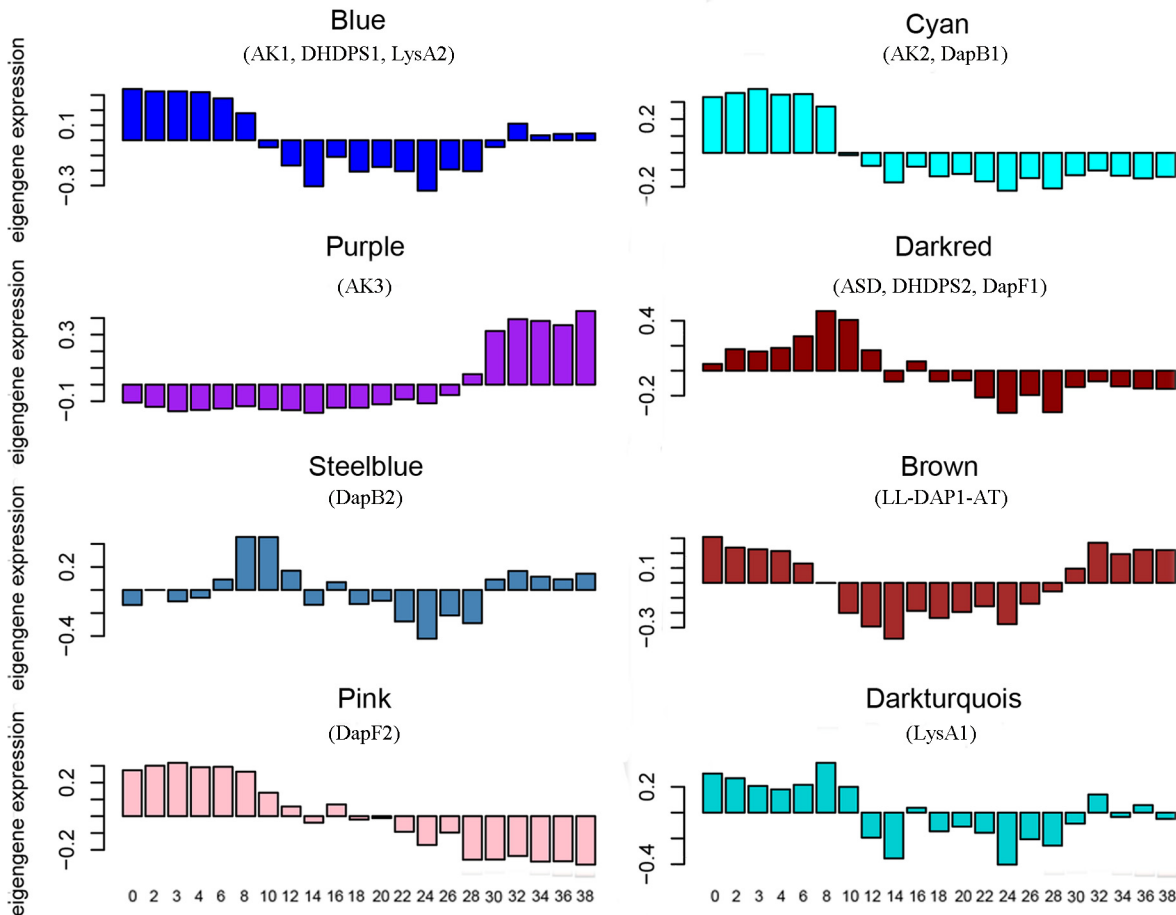 Blue
(AK1, DHDPS1, LysA2)
eigengene expression
0.1
−0.3
Cyan
(AK2, DapB1)
0.2
−0.2
Purple
(AK3)
eigengene expression
0.3
−0.1
Darkred
(ASD, DHDPS2, DapF1)
0.4
−0.2
Steelblue
(DapB2)
eigengene expression
0.2
−0.4
Brown
(LL-DAP1-AT)
0.1
−0.3
Pink
(DapF2)
eigengene expression
0.2
−0.2
Darkturquois
(LysA1)
0.2
−0.4
0 2 3 4 6 8 10 12 14 16 18 20 22 24 26 28 30 32 34 36 38
0 2 3 4 6 8 10 12 14 16 18 20 22 24 26 28 30 32 34 36 38